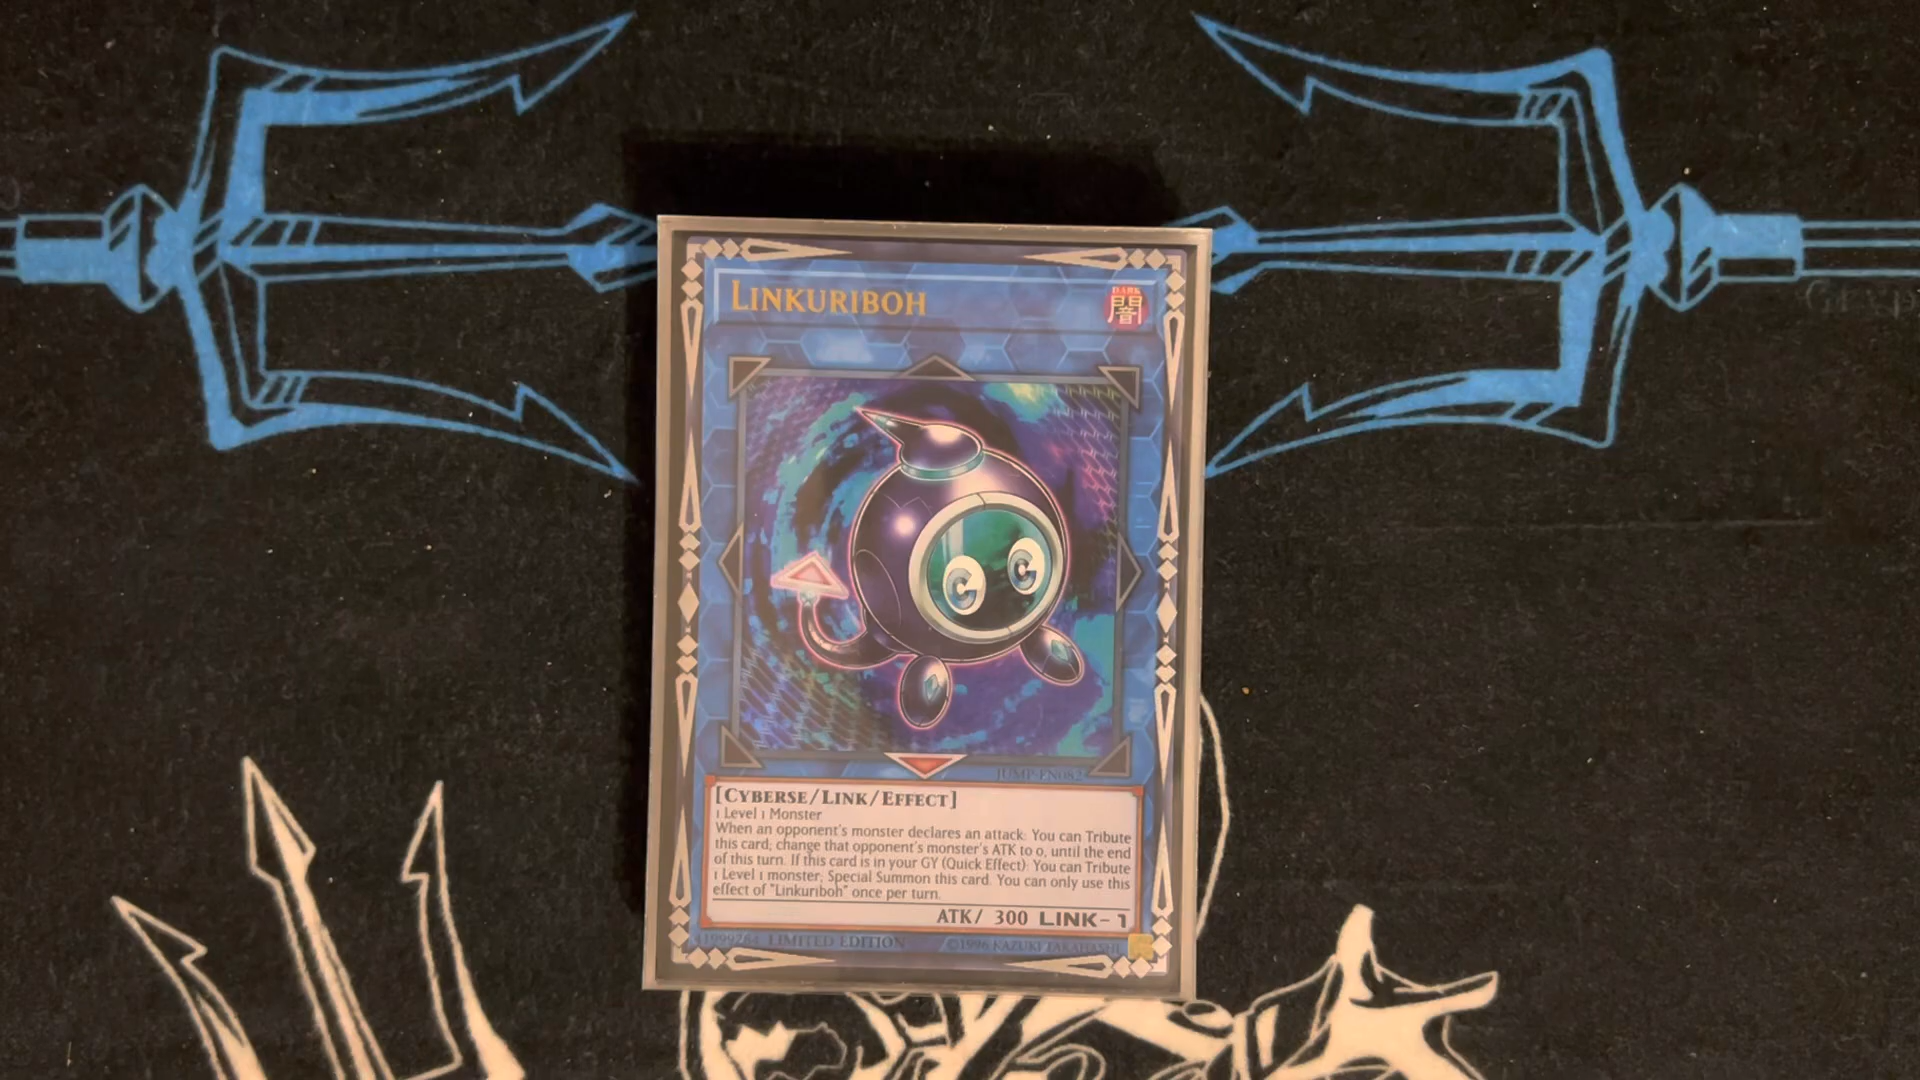 LINKURIBOH
DARK
闇
JUMP-EN082
[CYBERSE/LINK/EFFECT]
1 Level 1 Monster
When an opponent's monster declares an attack: You can Tribute
this card; change that opponent's monster's ATK to 0, until the end
of this turn. If this card is in your GY (Quick Effect): You can Tribute
1 Level 1 monster; Special Summon this card. You can only use this
effect of "Linkuriboh" once per turn.
ATK/ 300 LINK-1
41999284 LIMITED EDITION ©1996 KAZUKI TAKAHASHI